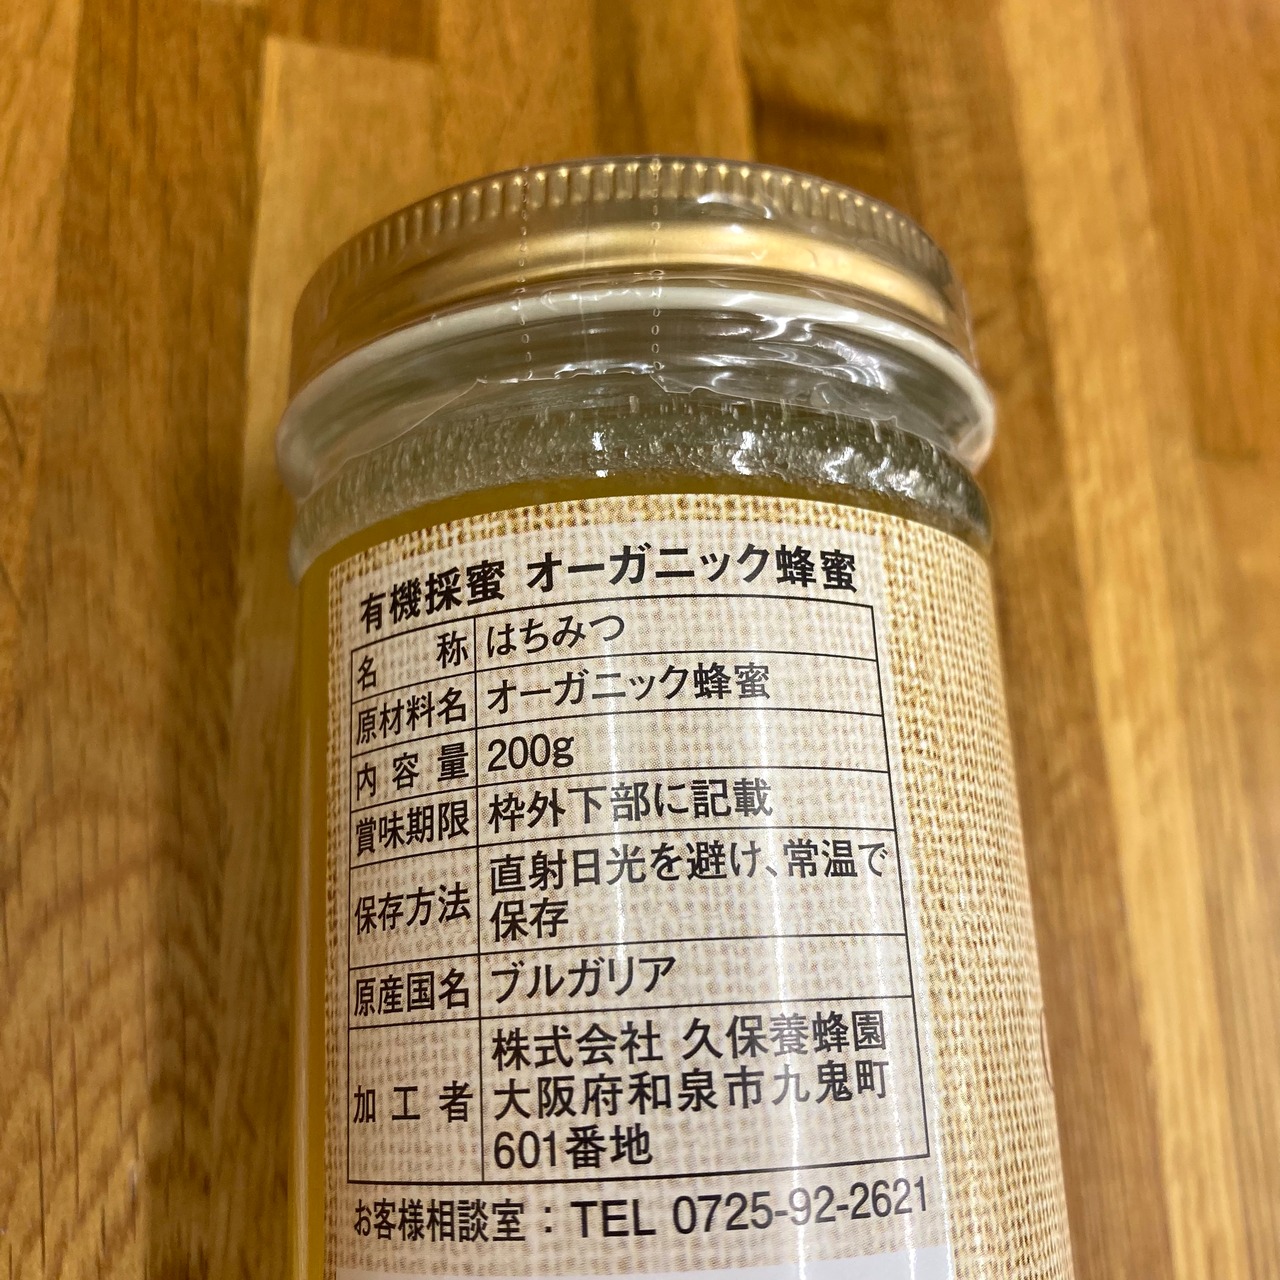 有機採蜜 オーガニック蜂蜜
名称 はちみつ
原材料名 オーガニック蜂蜜
内容量 200g
賞味期限 枠外下部に記載
保存方法 直射日光を避け、常温で
保存
原産国名 ブルガリア
加工者 株式会社 久保養蜂園
大阪府和泉市九鬼町
601番地
お客様相談室：TEL 0725-92-2621